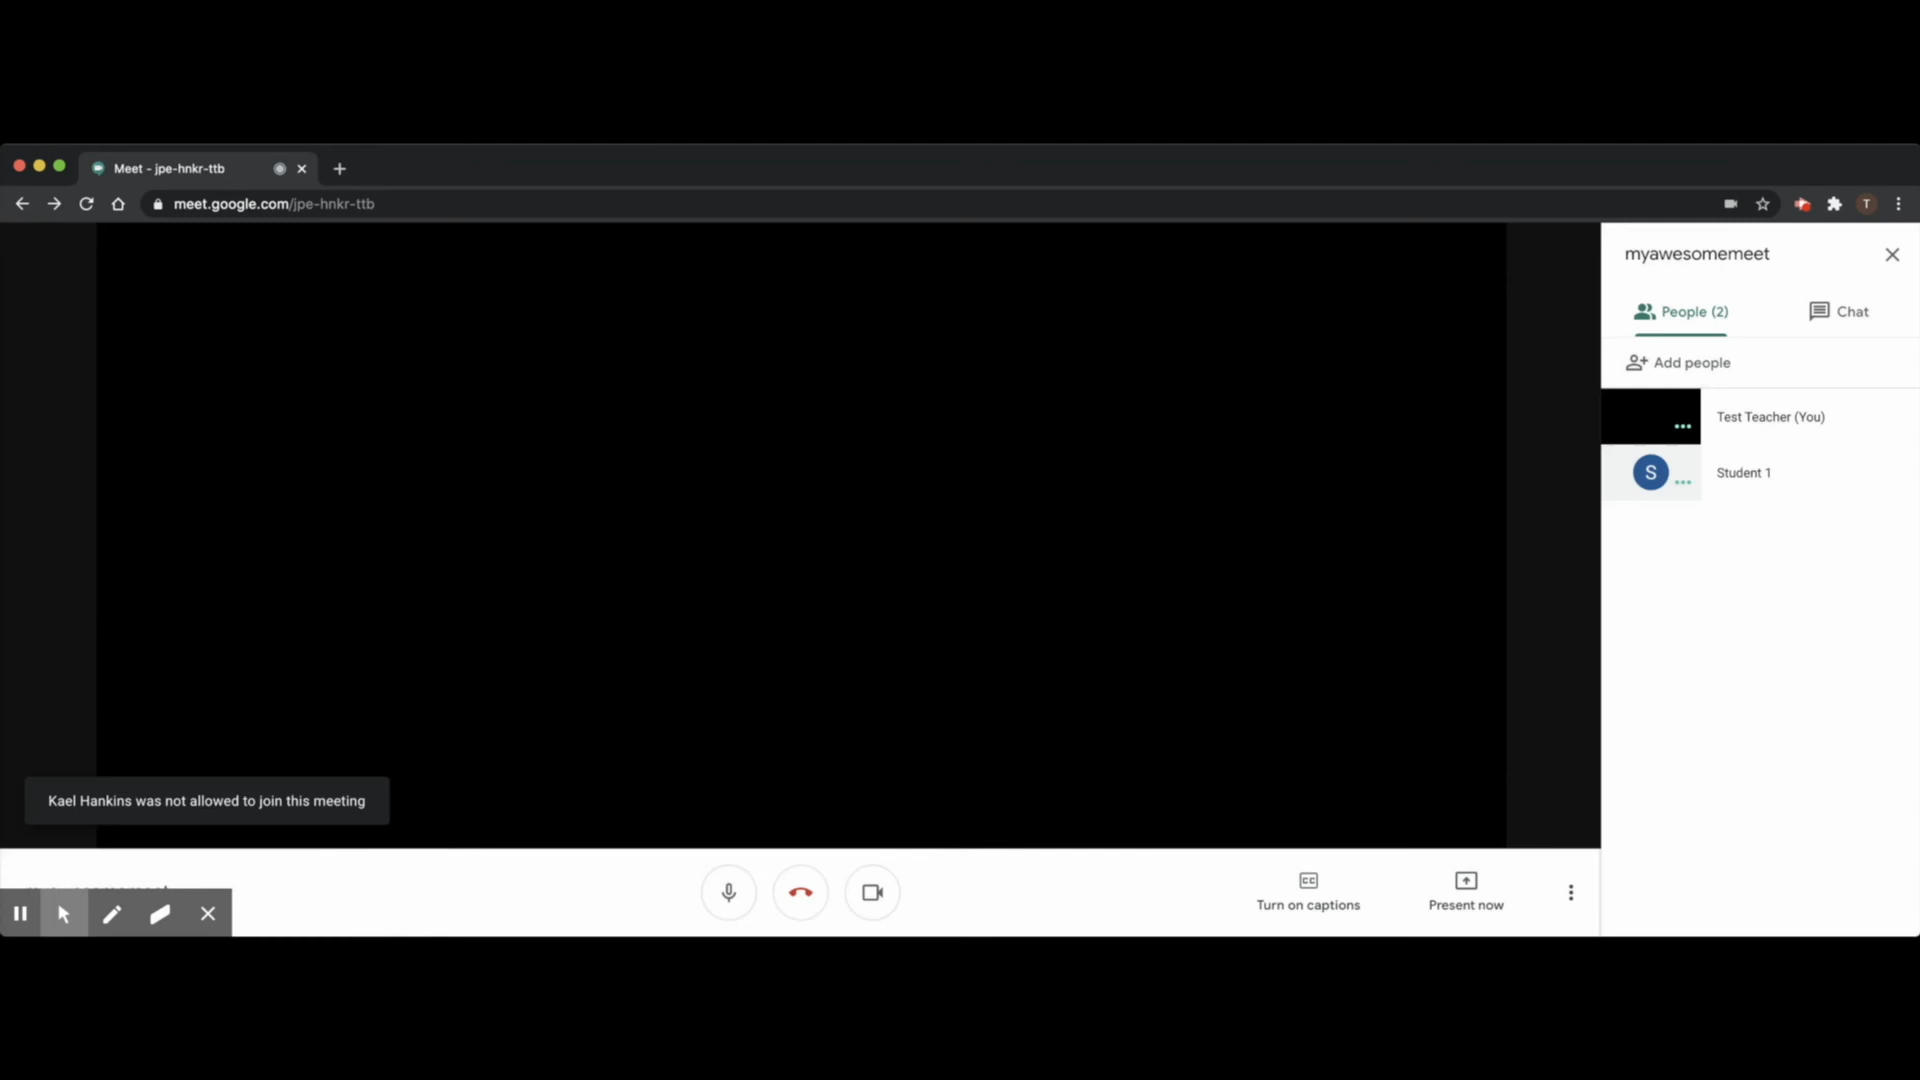 Meet - jpe-hnkr-ttb
meet.google.com/jpe-hnkr-ttb
T
myawesomemeet
People (2)
Chat
Add people
Test Teacher (You)
S
Student 1
Kael Hankins was not allowed to join this meeting
CC
Turn on captions
Present now